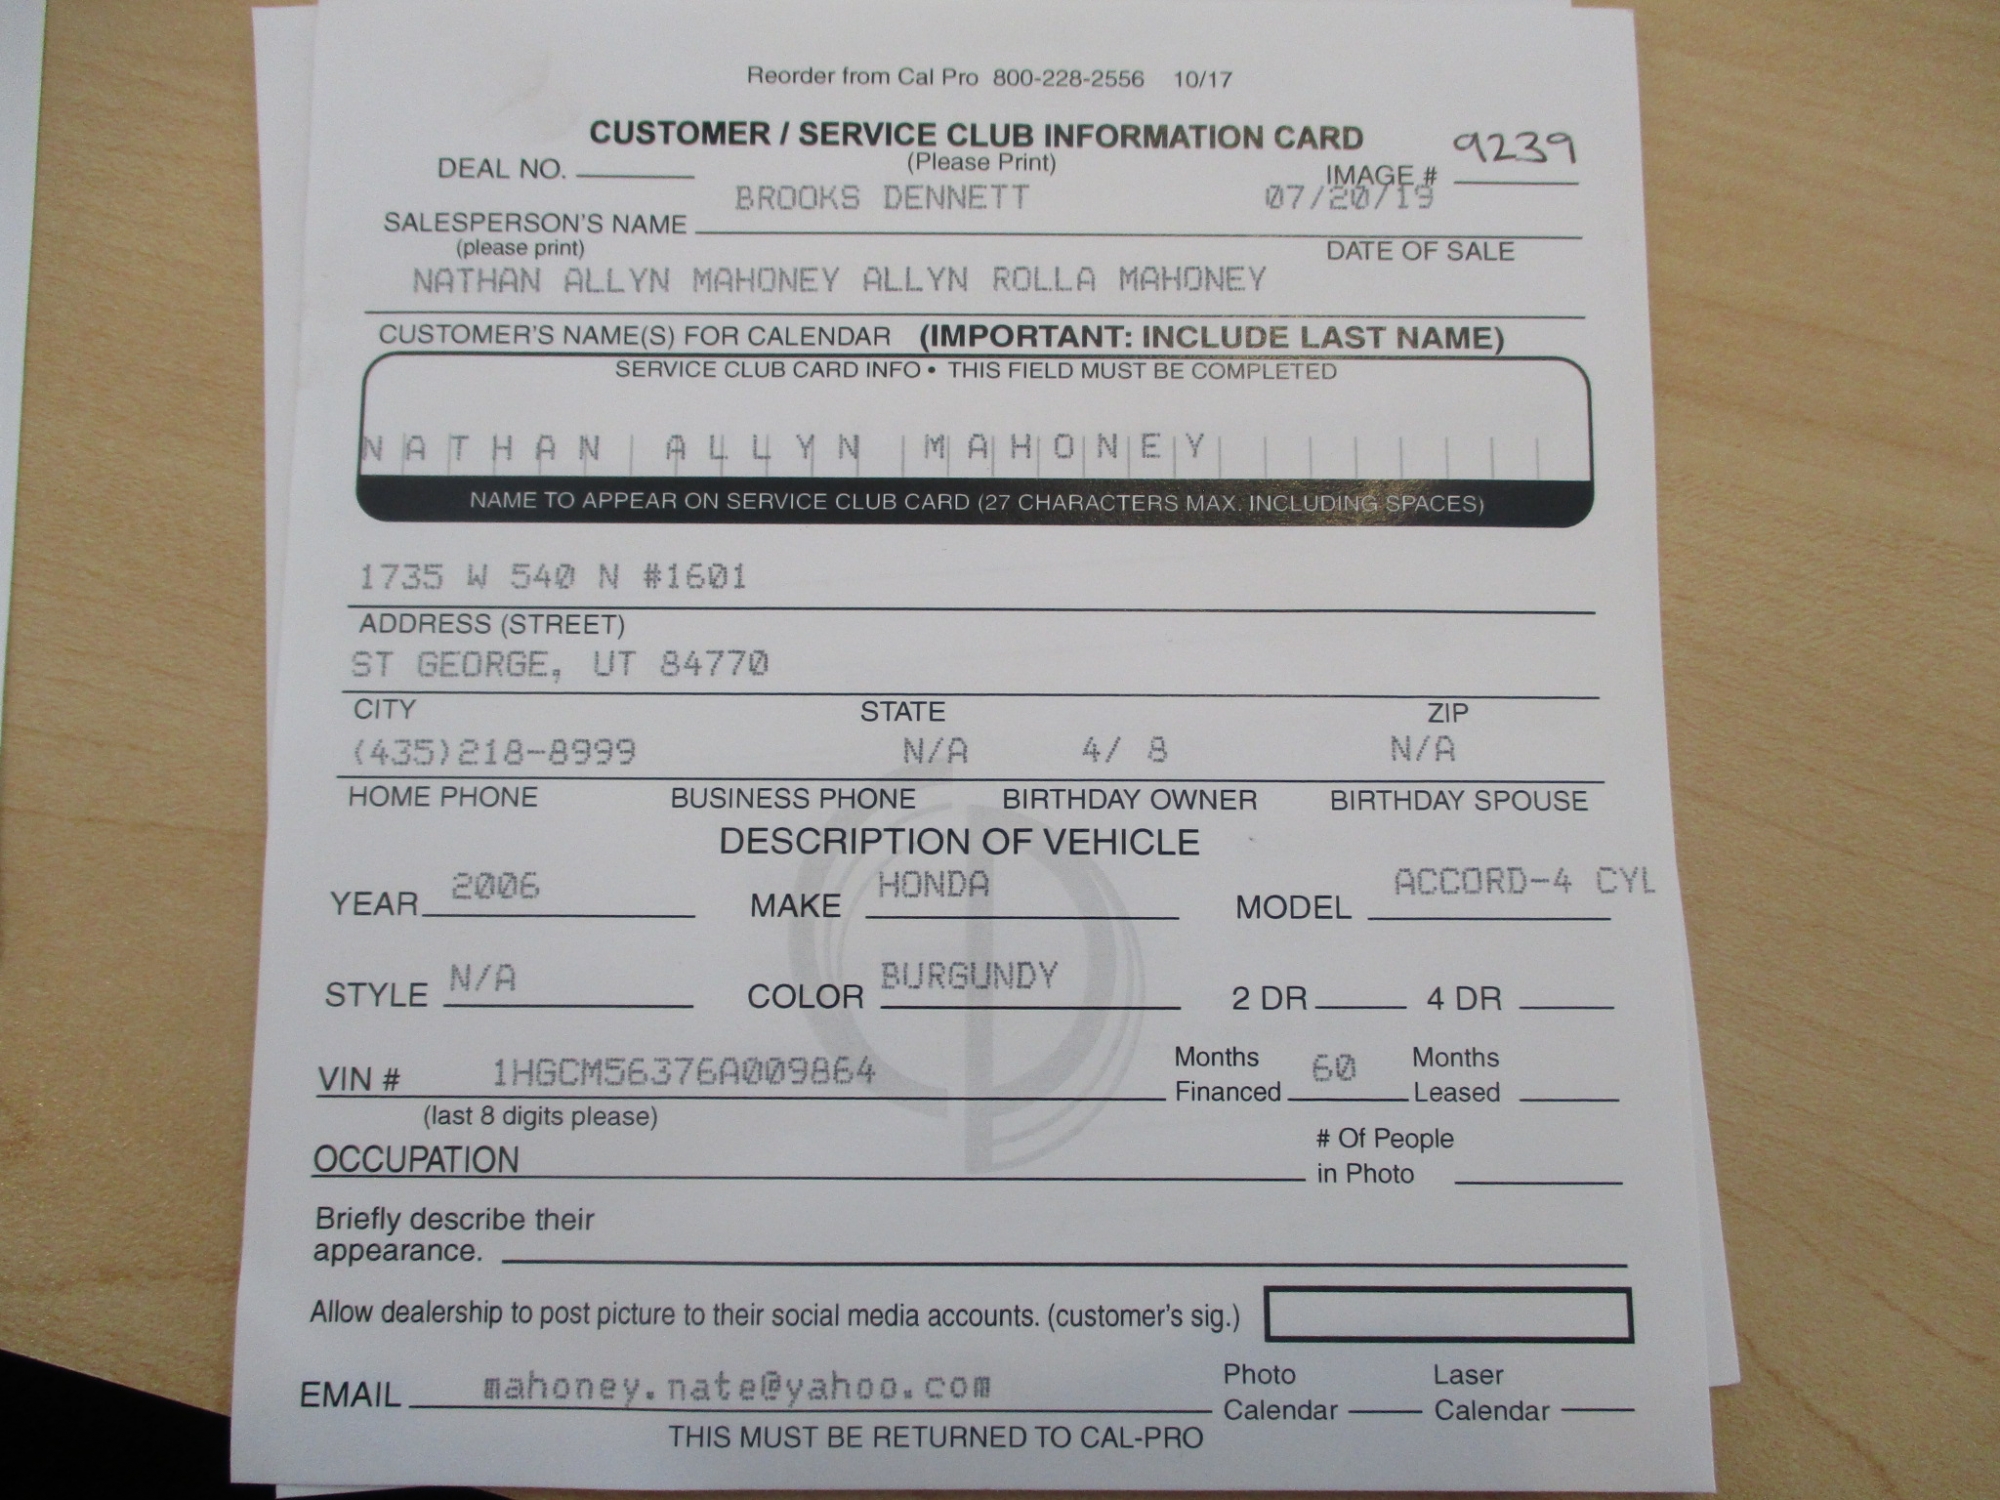 Reorder from Cal Pro 800-228-2556 10/17
CUSTOMER / SERVICE CLUB INFORMATION CARD
(Please Print)
DEAL NO. IMAGE # 9239
BROOKS DENNETT 07/20/19
SALESPERSON'S NAME
(please print) DATE OF SALE
NATHAN ALLYN MAHONEY ALLYN ROLLA MAHONEY
CUSTOMER'S NAME(S) FOR CALENDAR (IMPORTANT: INCLUDE LAST NAME)
SERVICE CLUB CARD INFO • THIS FIELD MUST BE COMPLETED
NATHAN ALLYN MAHONEY
NAME TO APPEAR ON SERVICE CLUB CARD (27 CHARACTERS MAX. INCLUDING SPACES)
1735 W 540 N #1601
ADDRESS (STREET)
ST GEORGE, UT 84770
CITY STATE ZIP
(435)218-8999 N/A 4/ 8 N/A
HOME PHONE BUSINESS PHONE BIRTHDAY OWNER BIRTHDAY SPOUSE
DESCRIPTION OF VEHICLE
YEAR 2006 MAKE HONDA MODEL ACCORD-4 CYL
STYLE N/A COLOR BURGUNDY 2 DR 4 DR
VIN # 1HGCM56376A009864 Months Financed 60 Months Leased
(last 8 digits please)
OCCUPATION # Of People in Photo
Briefly describe their
appearance.
Allow dealership to post picture to their social media accounts. (customer's sig.)
EMAIL mahoney.nate@yahoo.com Photo Calendar Laser Calendar
THIS MUST BE RETURNED TO CAL-PRO